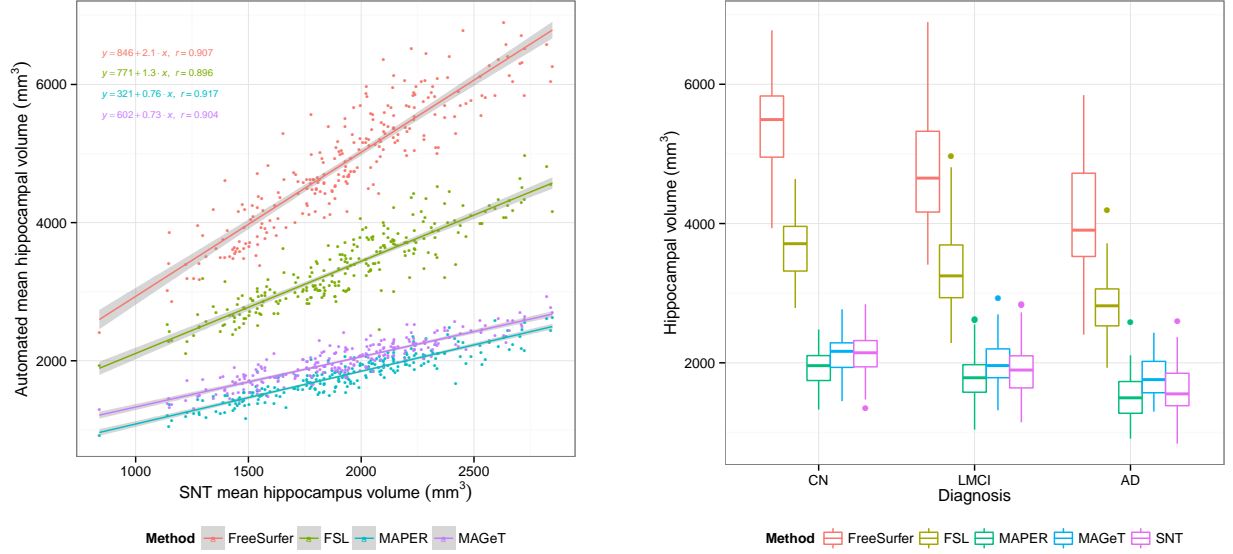 y = 846 + 2.1 · x, r = 0.907
y = 771 + 1.3 · x, r = 0.896
y = 321 + 0.76 · x, r = 0.917
y = 602 + 0.73 · x, r = 0.904
Automated mean hippocampal volume (mm³)
6000
4000
2000
1000 1500 2000 2500
SNT mean hippocampus volume (mm³)
Method FreeSurfer FSL MAPER MAGeT
Hippocampal volume (mm³)
6000
4000
2000
CN LMCI AD
Diagnosis
Method FreeSurfer FSL MAPER MAGeT SNT